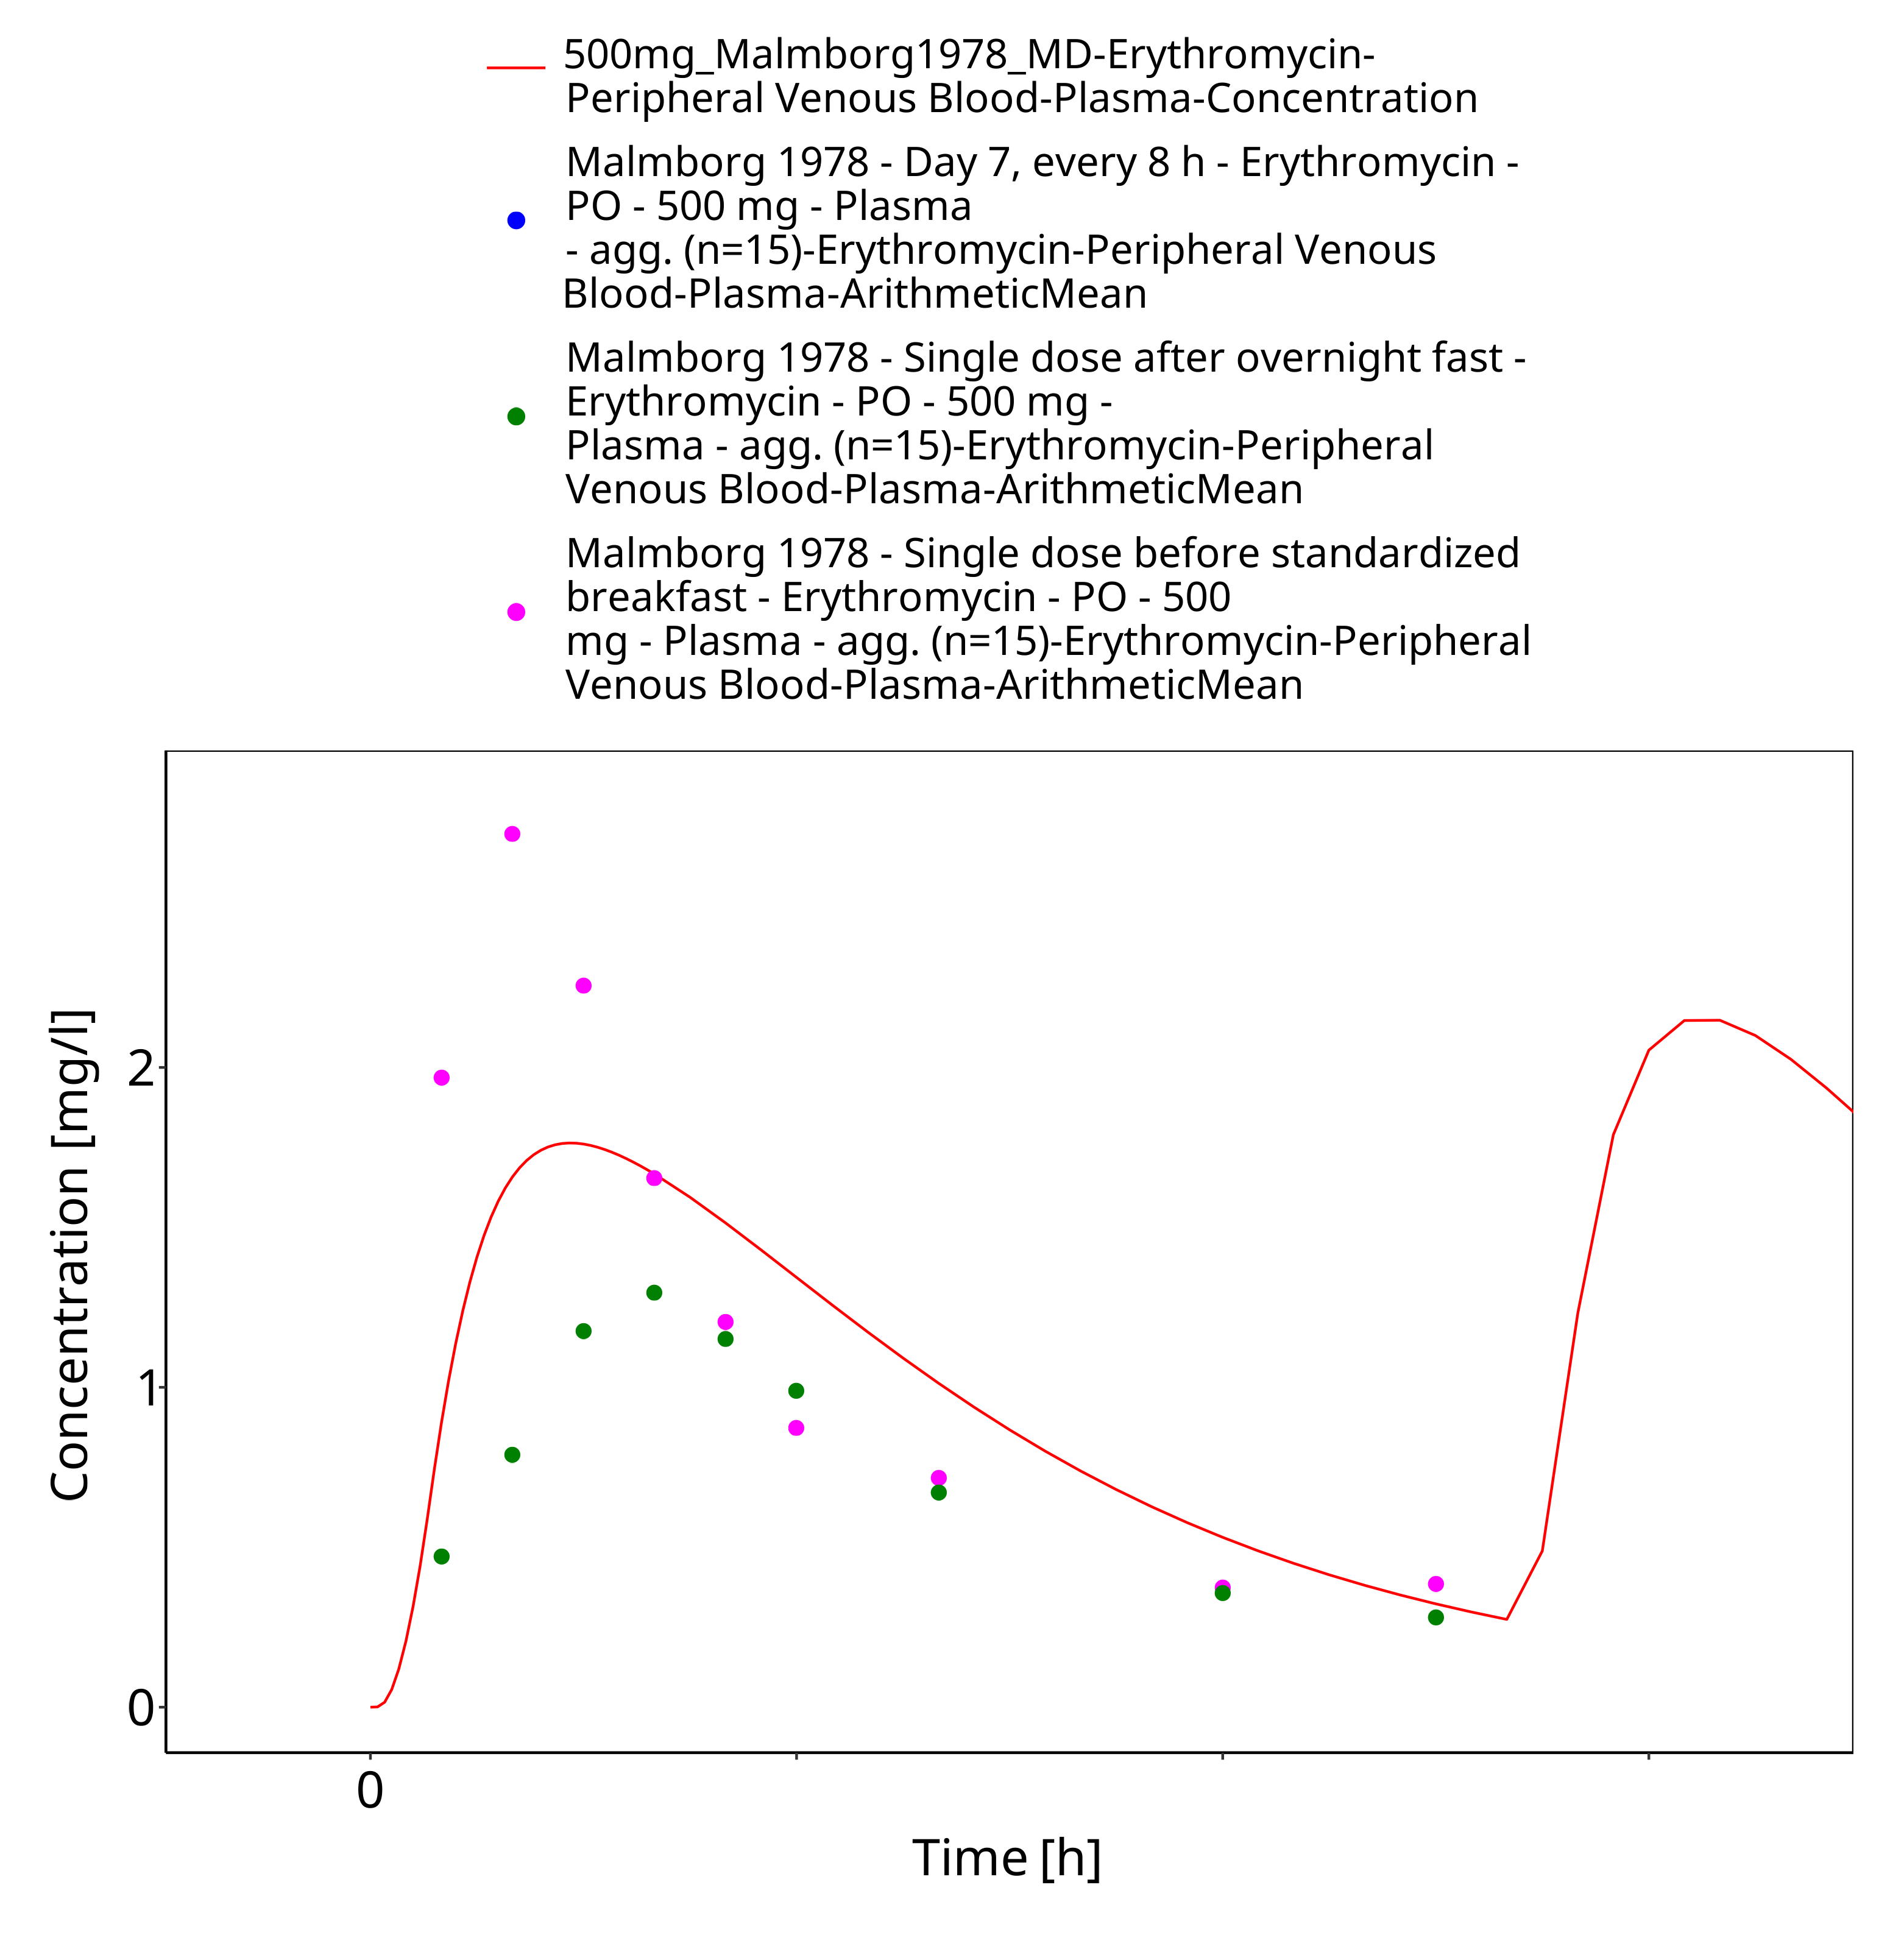 500mg_Malmborg1978_MD-Erythromycin-
Peripheral Venous Blood-Plasma-Concentration
Malmborg 1978 - Day 7, every 8 h - Erythromycin -
PO - 500 mg - Plasma
- agg. (n=15)-Erythromycin-Peripheral Venous
Blood-Plasma-ArithmeticMean
Malmborg 1978 - Single dose after overnight fast -
Erythromycin - PO - 500 mg -
Plasma - agg. (n=15)-Erythromycin-Peripheral
Venous Blood-Plasma-ArithmeticMean
Malmborg 1978 - Single dose before standardized
breakfast - Erythromycin - PO - 500
mg - Plasma - agg. (n=15)-Erythromycin-Peripheral
Venous Blood-Plasma-ArithmeticMean
Concentration [mg/l]
2
1
0
0
Time [h]